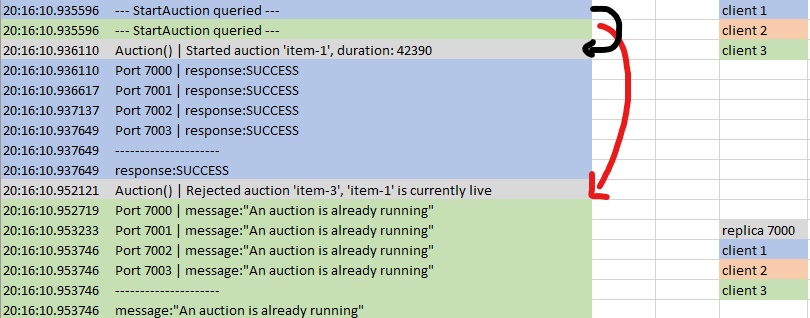 20:16:10.935596 --- StartAuction queried --- client 1
20:16:10.935596 --- StartAuction queried --- client 2
20:16:10.936110 Auction() | Started auction 'item-1', duration: 42390 client 3
20:16:10.936110 Port 7000 | response:SUCCESS
20:16:10.936617 Port 7001 | response:SUCCESS
20:16:10.937137 Port 7002 | response:SUCCESS
20:16:10.937649 Port 7003 | response:SUCCESS
20:16:10.937649 ---------------------
20:16:10.937649 response:SUCCESS
20:16:10.952121 Auction() | Rejected auction 'item-3', 'item-1' is currently live
20:16:10.952719 Port 7000 | message:"An auction is already running"
20:16:10.953233 Port 7001 | message:"An auction is already running" replica 7000
20:16:10.953746 Port 7002 | message:"An auction is already running" client 1
20:16:10.953746 Port 7003 | message:"An auction is already running" client 2
20:16:10.953746 --------------------- client 3
20:16:10.953746 message:"An auction is already running"